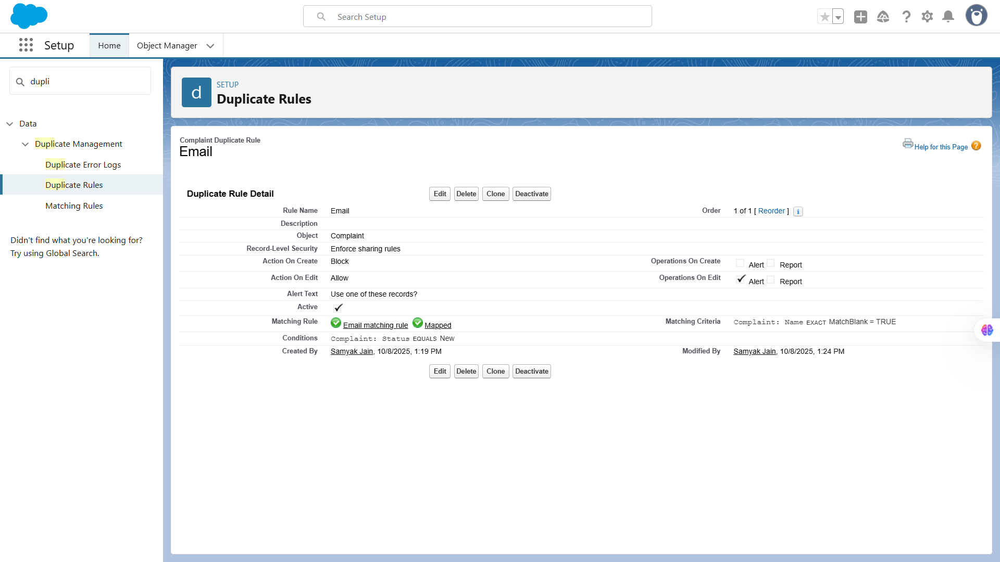 Search Setup
Setup
Home
Object Manager
dupli
Data
Duplicate Management
Duplicate Error Logs
Duplicate Rules
Matching Rules
Didn't find what you're looking for?
Try using Global Search.
d
SETUP
Duplicate Rules
Complaint Duplicate Rule
Email
Help for this Page ?
Duplicate Rule Detail
Edit Delete Clone Deactivate
Rule Name Email Order 1 of 1 [ Reorder ] i
Description
Object Complaint
Record-Level Security Enforce sharing rules
Action On Create Block Operations On Create Alert Report
Action On Edit Allow Operations On Edit Alert Report
Alert Text Use one of these records?
Active
Matching Rule Email matching rule Mapped Matching Criteria Complaint: Name EXACT MatchBlank = TRUE
Conditions Complaint: Status EQUALS New
Created By Samyak Jain, 10/8/2025, 1:19 PM Modified By Samyak Jain, 10/8/2025, 1:24 PM
Edit Delete Clone Deactivate